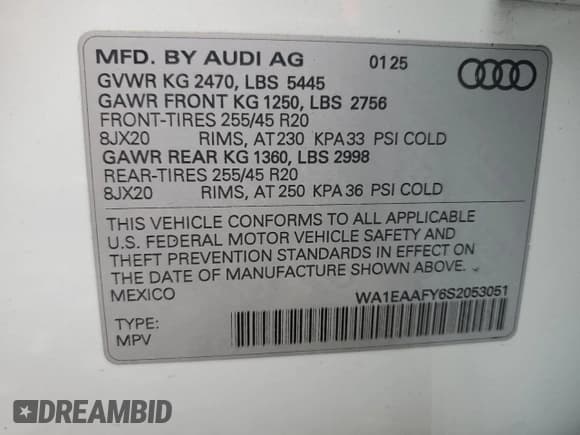 MFD. BY AUDI AG 01 25
GVWR KG 2470, LBS 5445
GAWR FRONT KG 1250, LBS 2756
FRONT-TIRES 255/45 R20
8JX20 RIMS, AT 230 KPA 33 PSI COLD
GAWR REAR KG 1360, LBS 2998
REAR-TIRES 255/45 R20
8JX20 RIMS, AT 250 KPA 36 PSI COLD
THIS VEHICLE CONFORMS TO ALL APPLICABLE
U.S. FEDERAL MOTOR VEHICLE SAFETY AND
THEFT PREVENTION STANDARDS IN EFFECT ON
THE DATE OF MANUFACTURE SHOWN ABOVE.
MEXICO WA1EAAFY6S2053051
TYPE:
MPV
DREAMBID